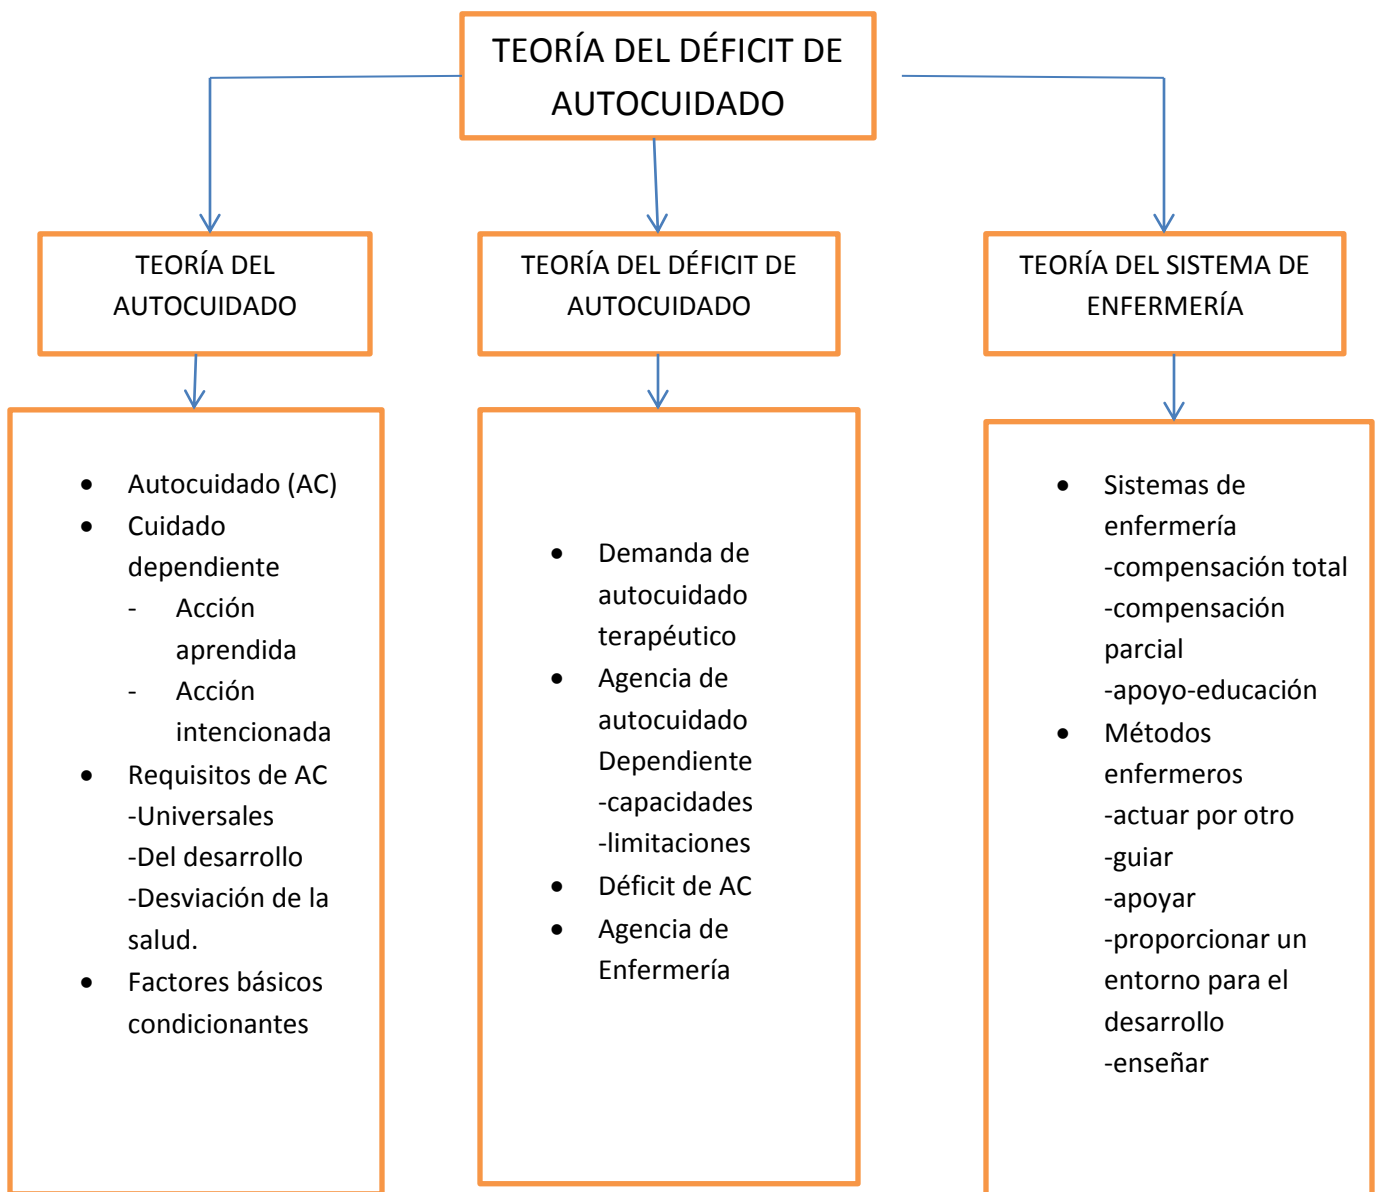 TEORÍA DEL DÉFICIT DE
AUTOCUIDADO
TEORÍA DEL
AUTOCUIDADO
TEORÍA DEL DÉFICIT DE
AUTOCUIDADO
TEORÍA DEL SISTEMA DE
ENFERMERÍA
• Autocuidado (AC)
• Cuidado
dependiente
- Acción
aprendida
- Acción
intencionada
• Requisitos de AC
-Universales
-Del desarrollo
-Desviación de la
salud.
• Factores básicos
condicionantes
• Demanda de
autocuidado
terapéutico
• Agencia de
autocuidado
Dependiente
-capacidades
-limitaciones
• Déficit de AC
• Agencia de
Enfermería
• Sistemas de
enfermería
-compensación total
-compensación
parcial
-apoyo-educación
• Métodos
enfermeros
-actuar por otro
-guiar
-apoyar
-proporcionar un
entorno para el
desarrollo
-enseñar